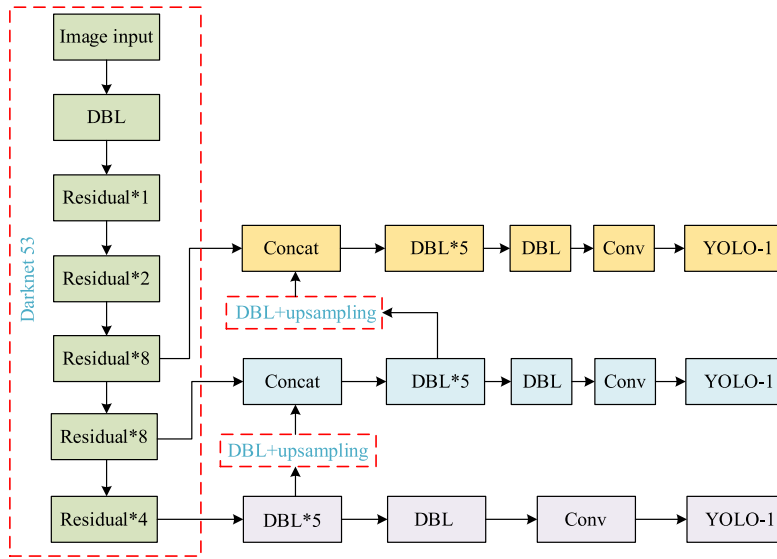 Image input
DBL
Residual*1
Residual*2
Residual*8
Residual*8
Residual*4
Darknet 53
Concat
DBL*5
DBL
Conv
YOLO-1
DBL+upsampling
Concat
DBL*5
DBL
Conv
YOLO-1
DBL+upsampling
DBL*5
DBL
Conv
YOLO-1